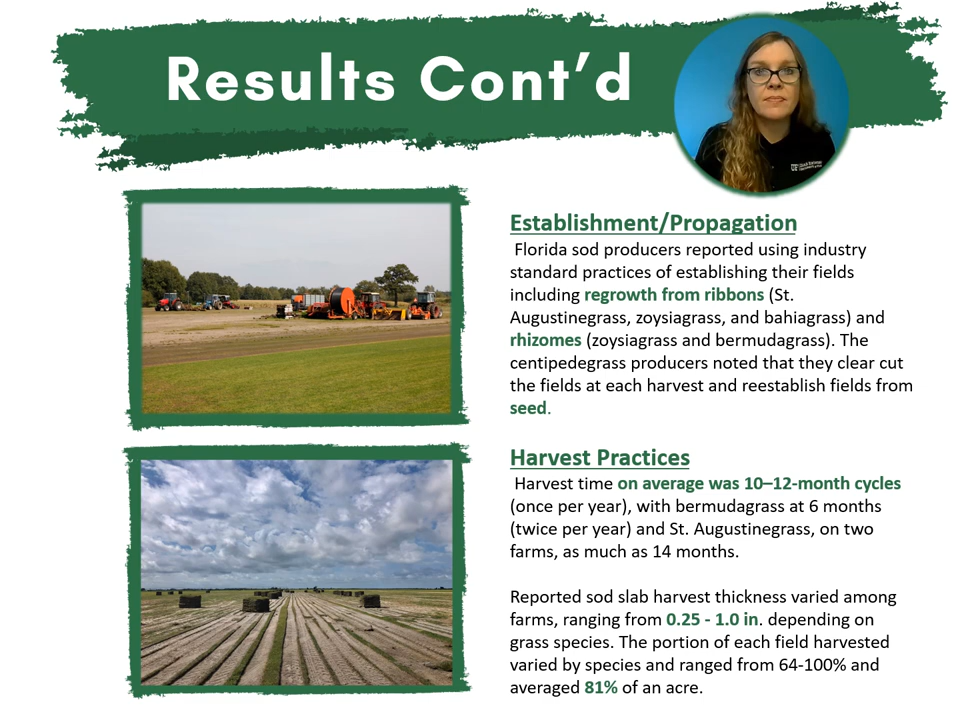 Results Cont’d
Establishment/Propagation
Florida sod producers reported using industry
standard practices of establishing their fields
including regrowth from ribbons (St.
Augustinegrass, zoysiagrass, and bahiagrass) and
rhizomes (zoysiagrass and bermudagrass). The
centipedegrass producers noted that they clear cut
the fields at each harvest and reestablish fields from
seed.
Harvest Practices
Harvest time on average was 10–12-month cycles
(once per year), with bermudagrass at 6 months
(twice per year) and St. Augustinegrass, on two
farms, as much as 14 months.
Reported sod slab harvest thickness varied among
farms, ranging from 0.25 - 1.0 in. depending on
grass species. The portion of each field harvested
varied by species and ranged from 64-100% and
averaged 81% of an acre.